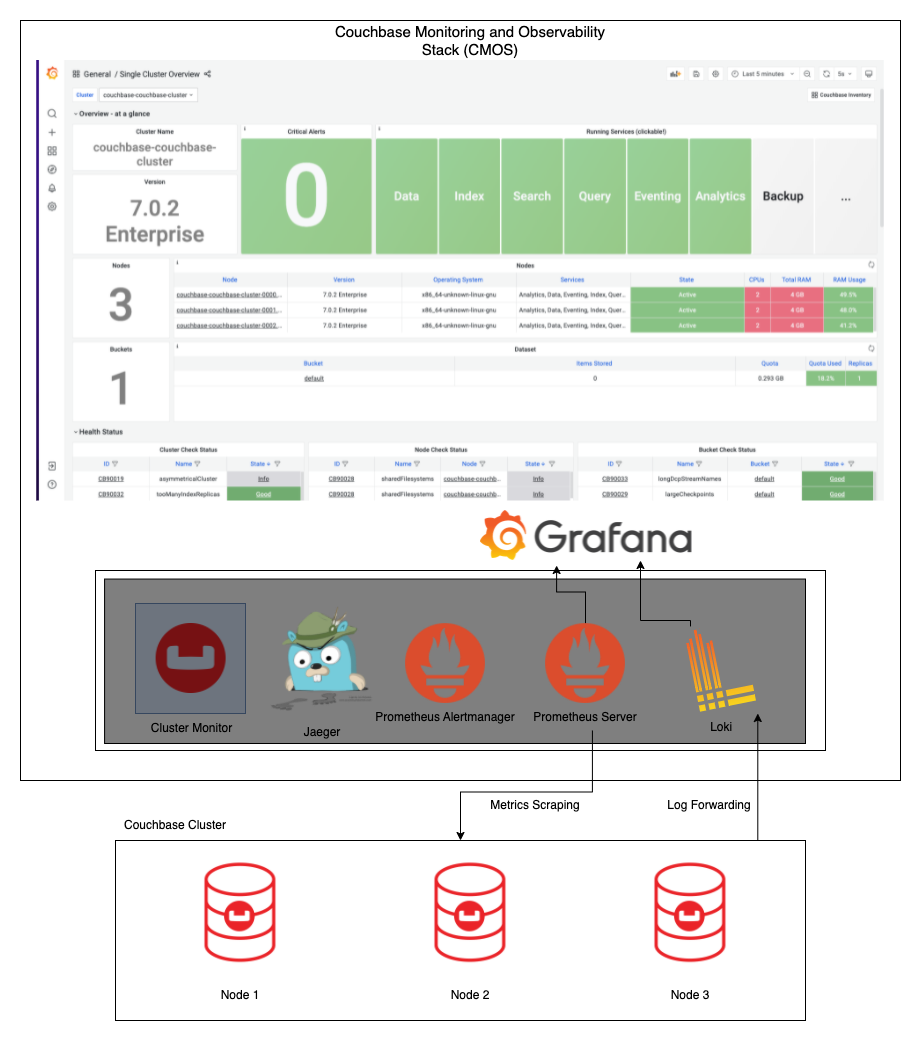 Couchbase Monitoring and Observability
Stack (CMOS)
General / Single Cluster Overview
Last 5 minutes
5s
Cluster couchbase-couchbase-cluster
Couchbase Inventory
Overview - at a glance
Cluster Name
couchbase-couchbase-
cluster
Version
7.0.2
Enterprise
Critical Alerts
0
Running Services (clickable!)
Data Index Search Query Eventing Analytics Backup ...
Nodes
3
Nodes
Node Version Operating System Services State CPUs Total RAM RAM Usage
couchbase-couchbase-cluster-0000... 7.0.2 Enterprise x86_64-unknown-linux-gnu Analytics, Data, Eventing, Index, Quer... Active 2 4 GB 49.5%
couchbase-couchbase-cluster-0001... 7.0.2 Enterprise x86_64-unknown-linux-gnu Analytics, Data, Eventing, Index, Quer... Active 2 4 GB 48.0%
couchbase-couchbase-cluster-0002... 7.0.2 Enterprise x86_64-unknown-linux-gnu Analytics, Data, Eventing, Index, Quer... Active 2 4 GB 41.2%
Buckets
1
Dataset
Bucket Items Stored Quota Quota Used Replicas
default 0 0.293 GB 18.2% 1
Health Status
Cluster Check Status
ID Name State
CB90019 asymmetricalCluster Info
CB90032 tooManyIndexReplicas Good
Node Check Status
ID Name Node State
CB90028 sharedFilesystems couchbase-couchb... Info
CB90028 sharedFilesystems couchbase-couchb... Info
Bucket Check Status
ID Name Bucket State
CB90033 longDcpStreamNames default Good
CB90029 largeCheckpoints default Good
Grafana
Cluster Monitor
Jaeger
Prometheus Alertmanager
Prometheus Server
Loki
Metrics Scraping
Log Forwarding
Couchbase Cluster
Node 1
Node 2
Node 3